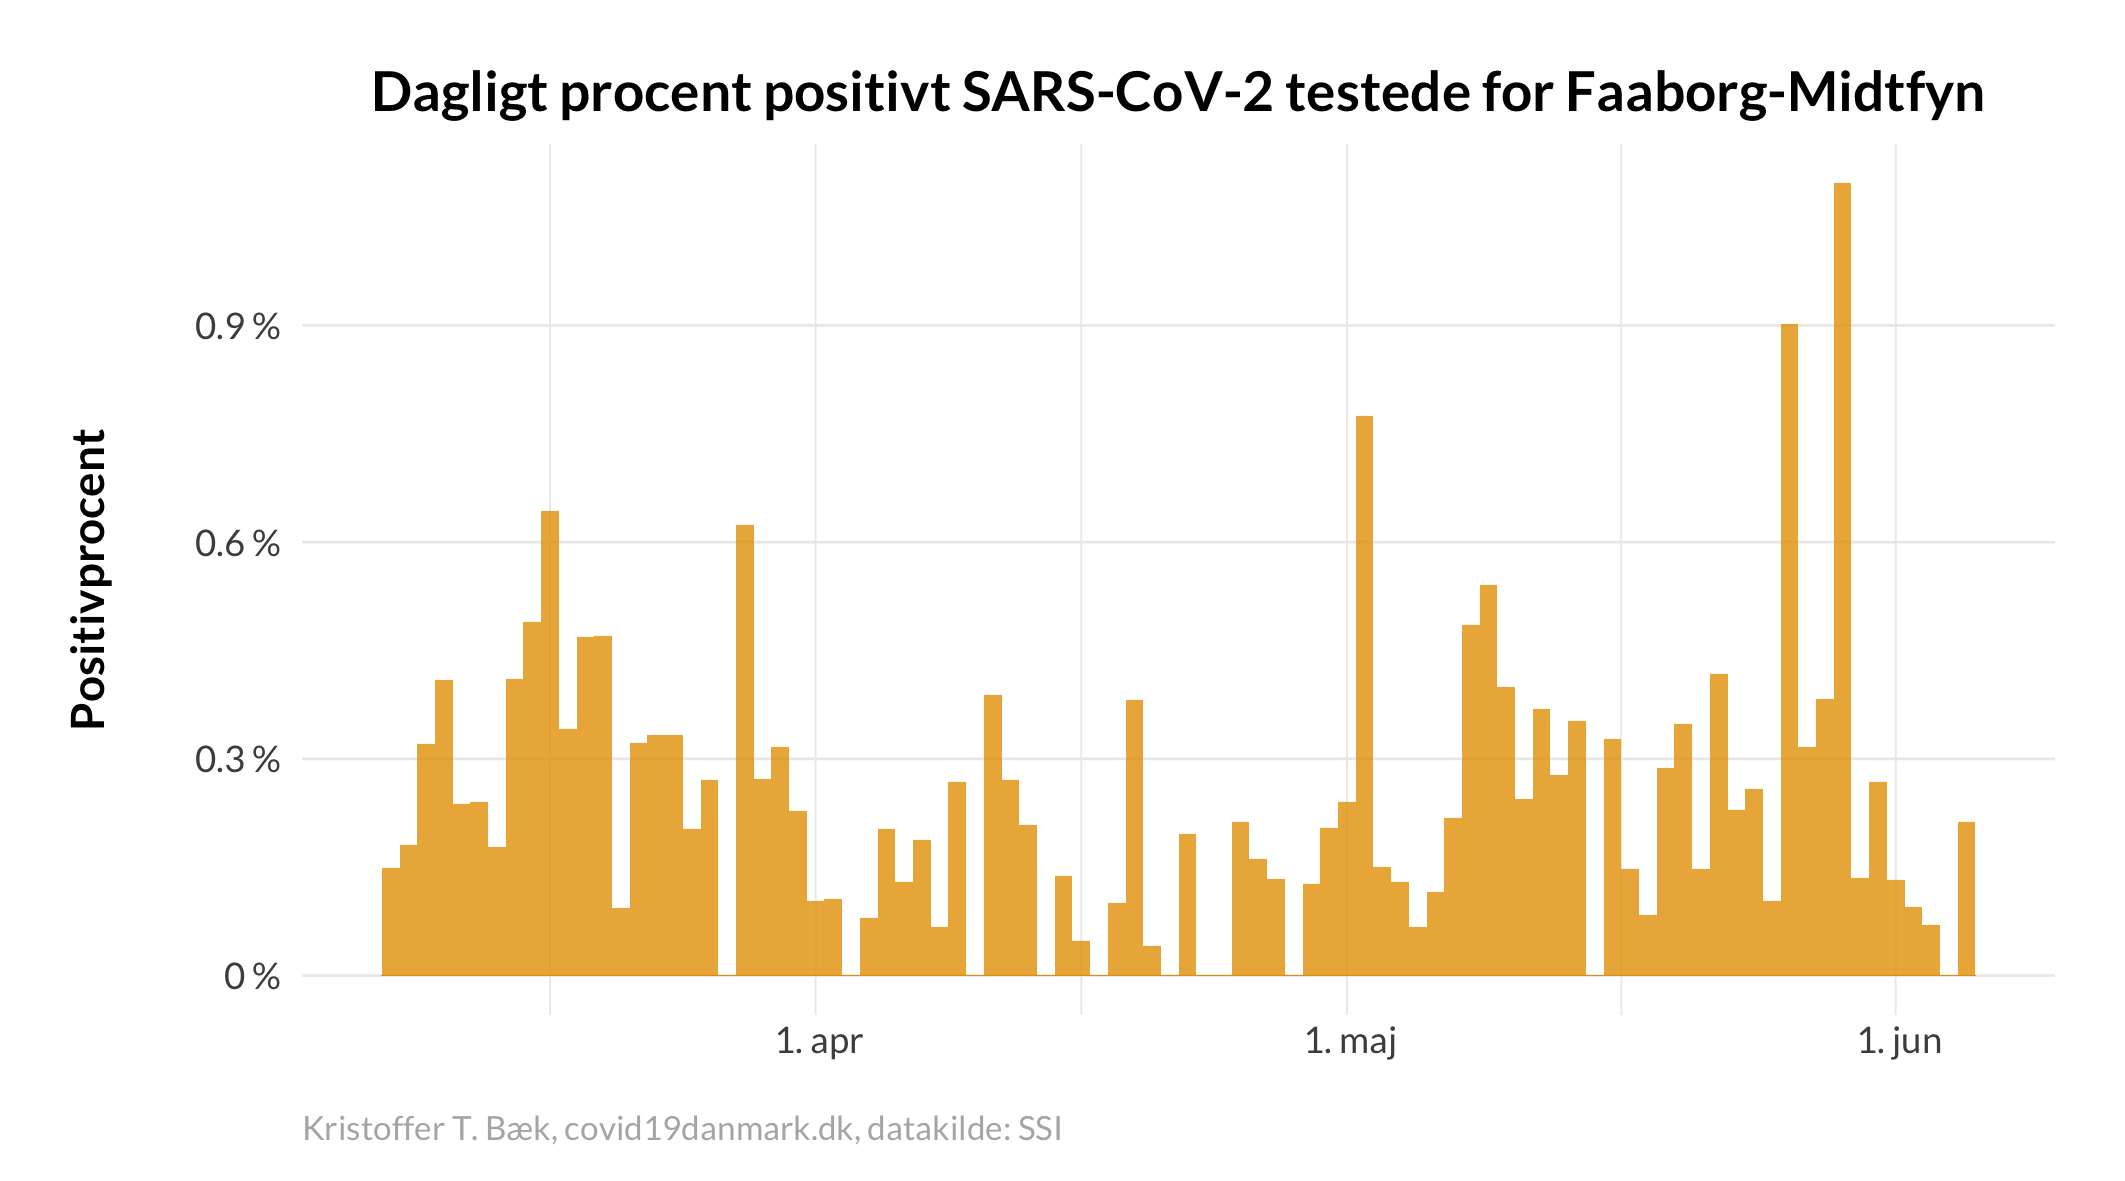 Dagligt procent positivt SARS-CoV-2 testede for Faaborg-Midtfyn
Positivprocent
0.9 %
0.6 %
0.3 %
0 %
1. apr
1. maj
1. jun
Kristoffer T. Bæk, covid19danmark.dk, datakilde: SSI